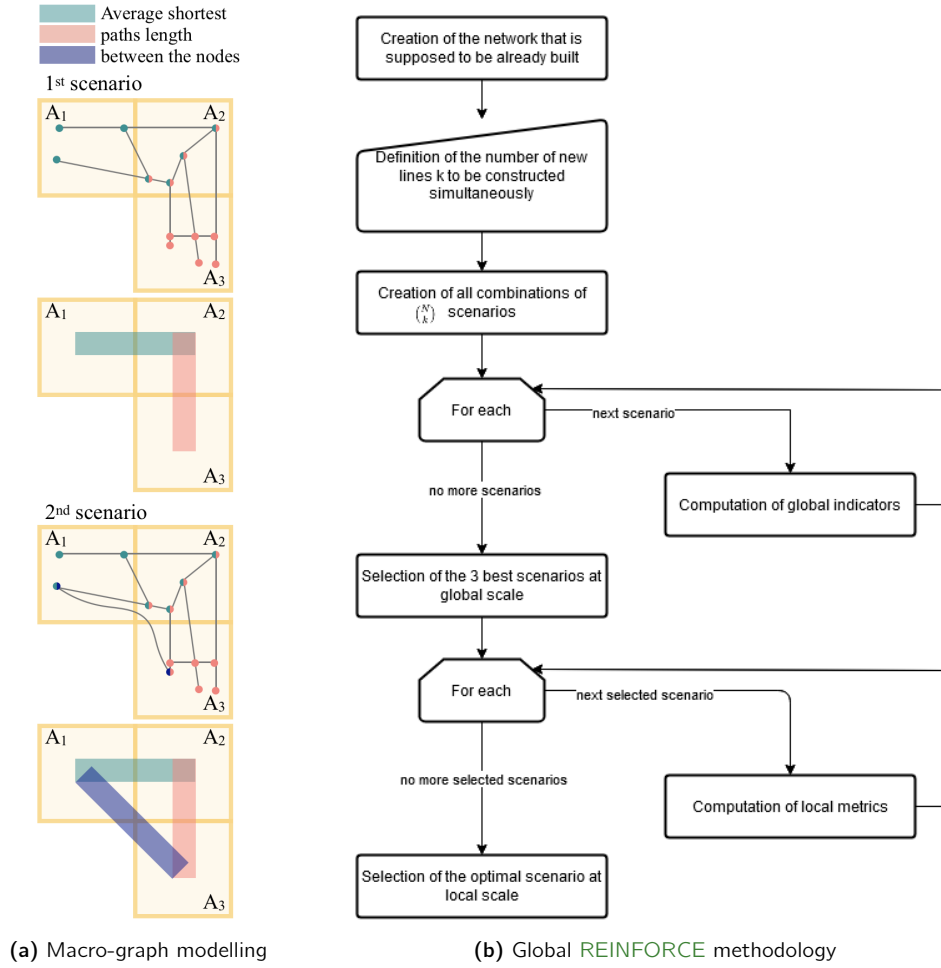 Average shortest
paths length
between the nodes
1st scenario
A1
A2
A3
A1
A2
A3
2nd scenario
A1
A2
A3
A1
A2
A3
(a) Macro-graph modelling
Creation of the network that is
supposed to be already built
Definition of the number of new
lines k to be constructed
simultaneously
Creation of all combinations of
(N k) scenarios
For each
next scenario
Computation of global indicators
no more scenarios
Selection of the 3 best scenarios at
global scale
For each
next selected scenario
Computation of local metrics
no more selected scenarios
Selection of the optimal scenario at
local scale
(b) Global REINFORCE methodology